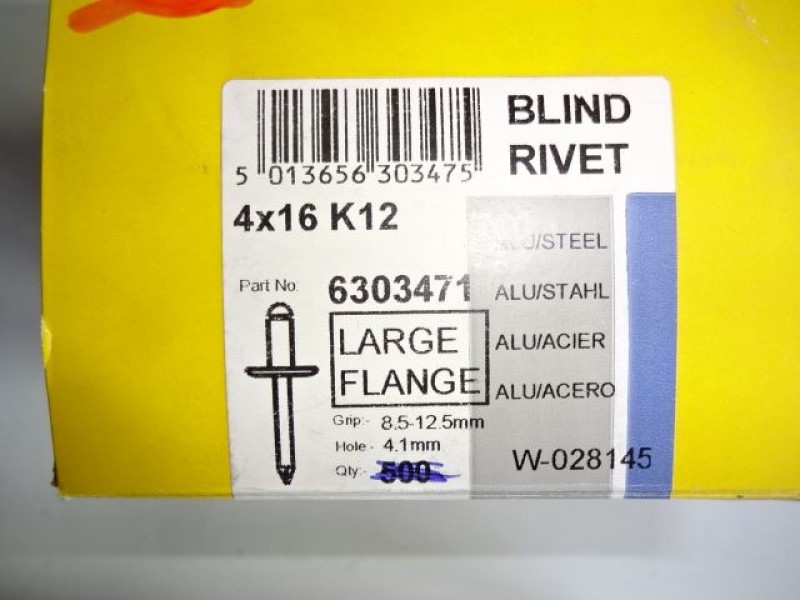 BLIND
RIVET
5 013656 303475
4x16 K12
ALU/STEEL
Part No: 6303471
ALU/STAHL
LARGE
FLANGE
ALU/ACIER
ALU/ACERO
Grip:- 8.5-12.5mm
Hole - 4.1mm
Qty:- 500
W-028145